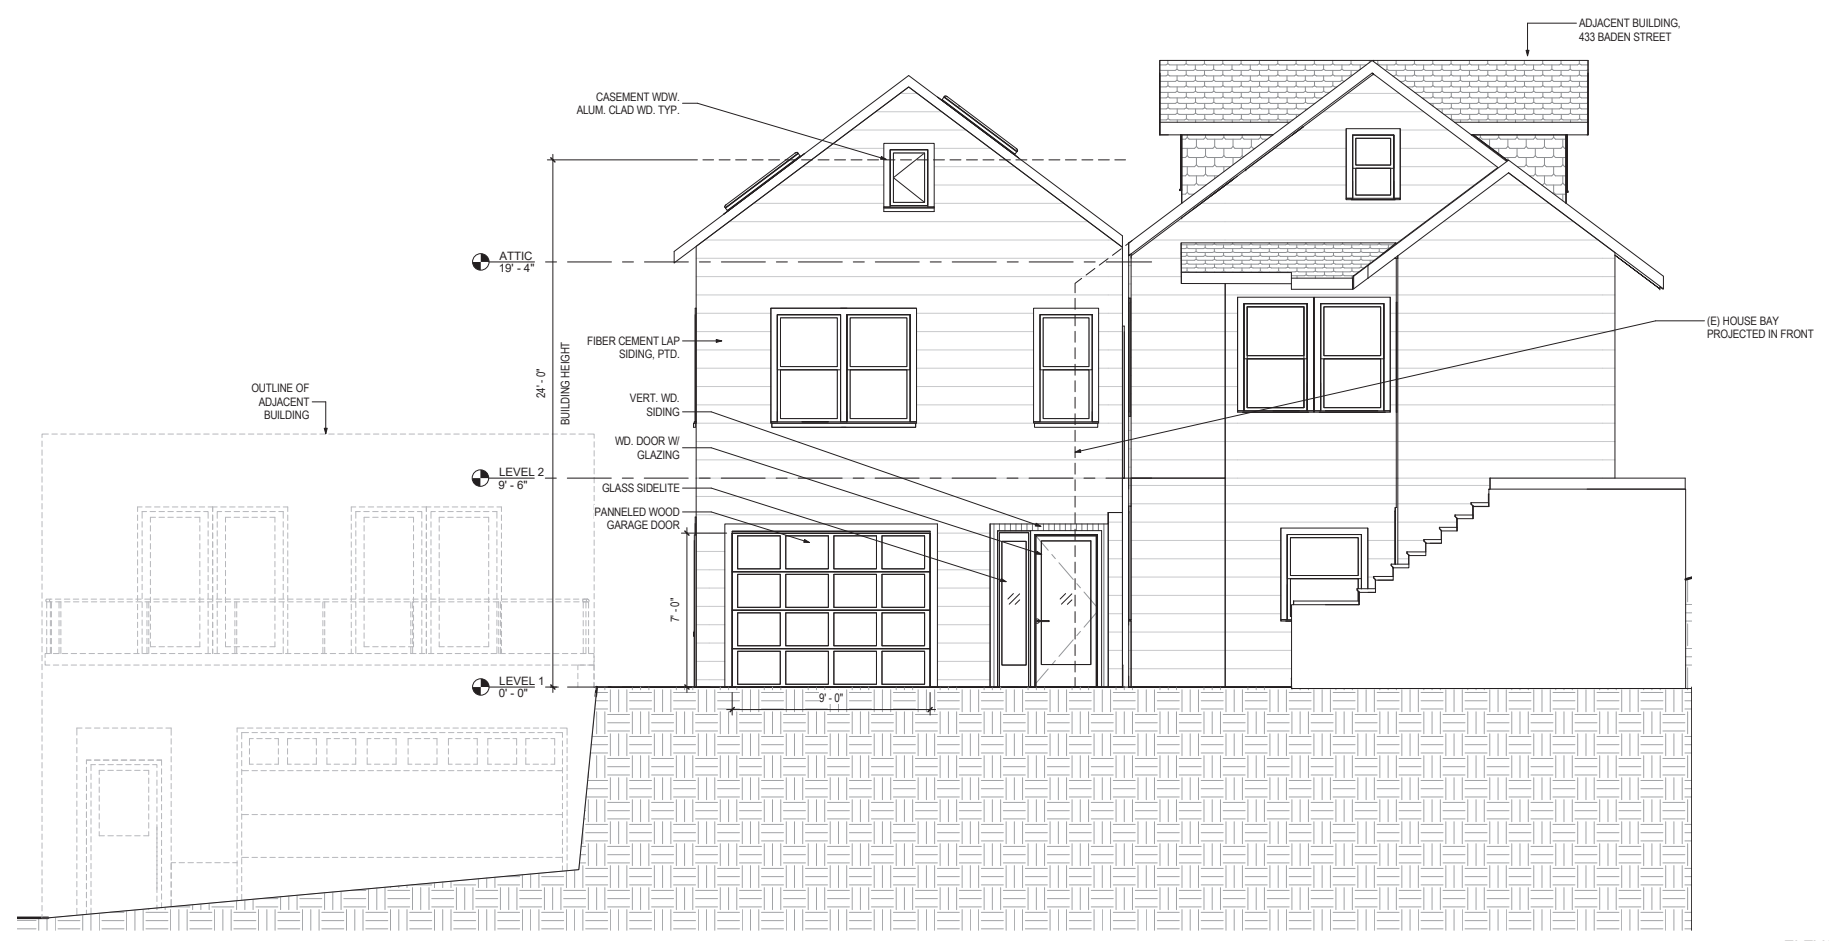 ADJACENT BUILDING,
433 BADEN STREET
CASEMENT WDW.
ALUM. CLAD WD. TYP.
ATTIC
19' - 4"
(E) HOUSE BAY
PROJECTED IN FRONT
FIBER CEMENT LAP
SIDING, PTD.
24' - 0"
BUILDING HEIGHT
OUTLINE OF
ADJACENT
BUILDING
VERT. WD.
SIDING
WD. DOOR W/
GLAZING
LEVEL 2
9' - 6"
GLASS SIDELITE
PANNELED WOOD
GARAGE DOOR
7' - 0"
LEVEL 1
0' - 0"
9' - 0"